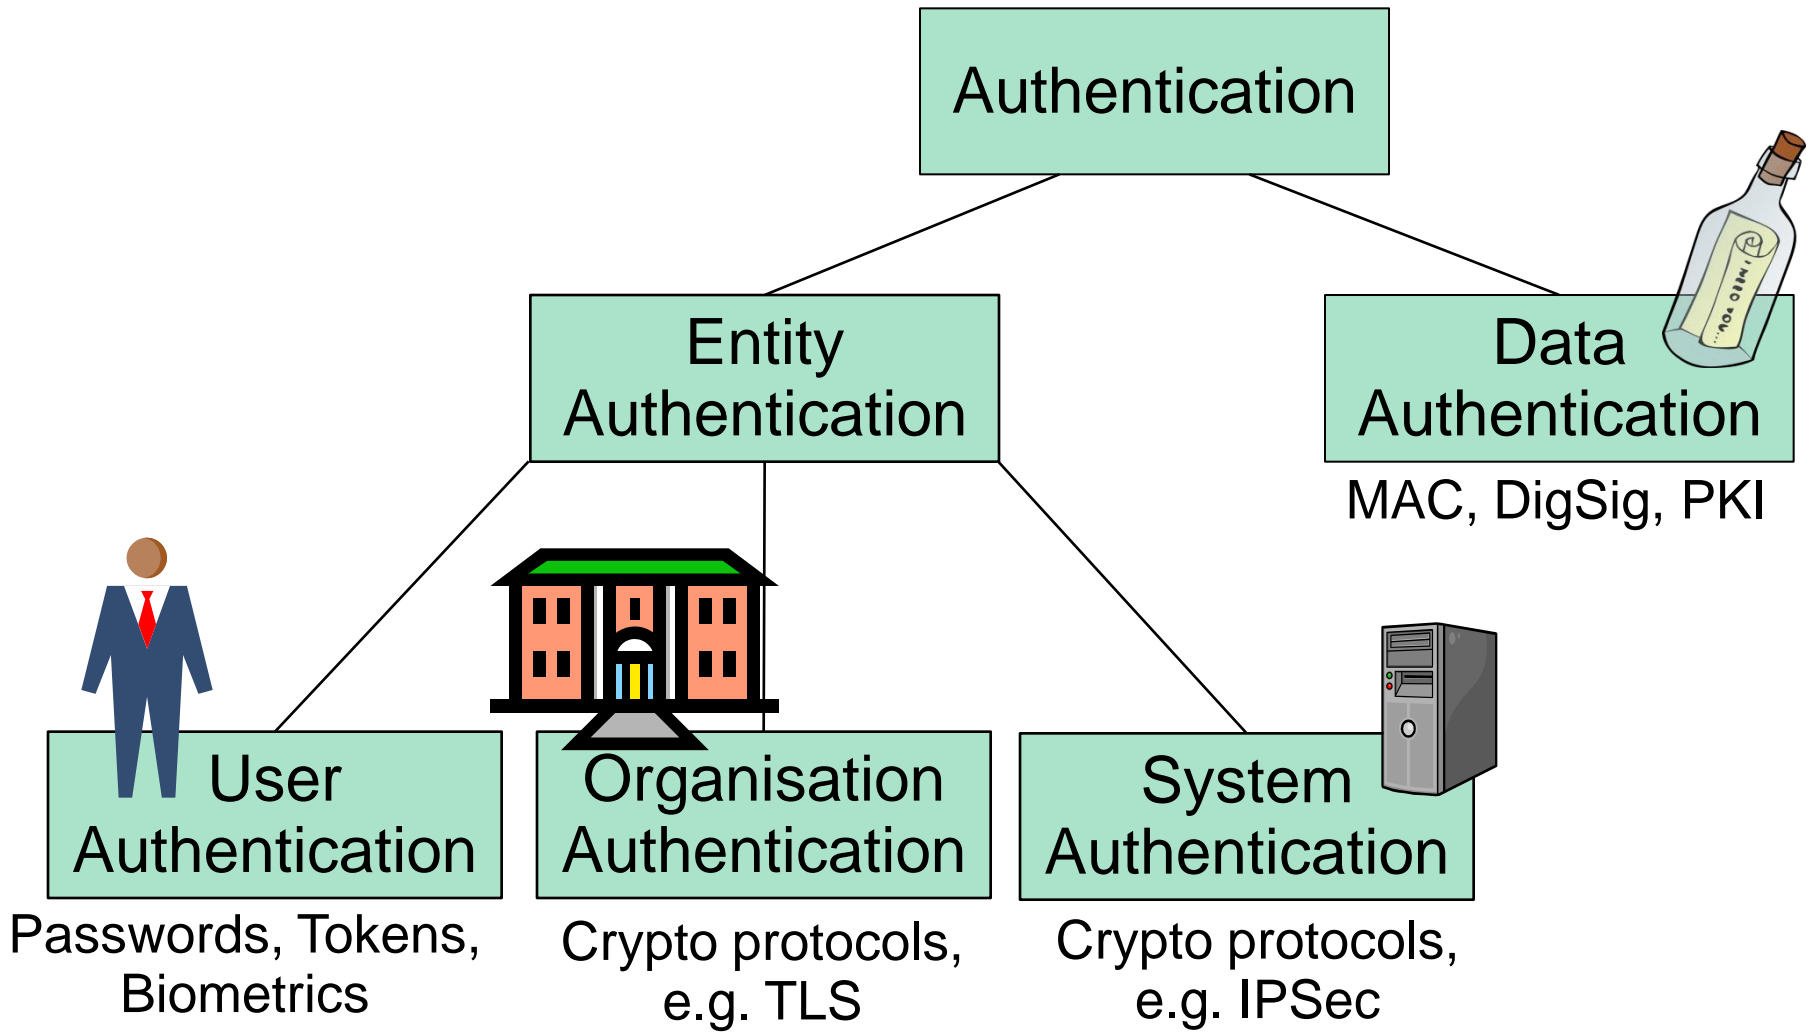 Authentication
Entity
Authentication
Data
Authentication
MAC, DigSig, PKI
User
Authentication
Organisation
Authentication
System
Authentication
Passwords, Tokens,
Biometrics
Crypto protocols,
e.g. TLS
Crypto protocols,
e.g. IPSec